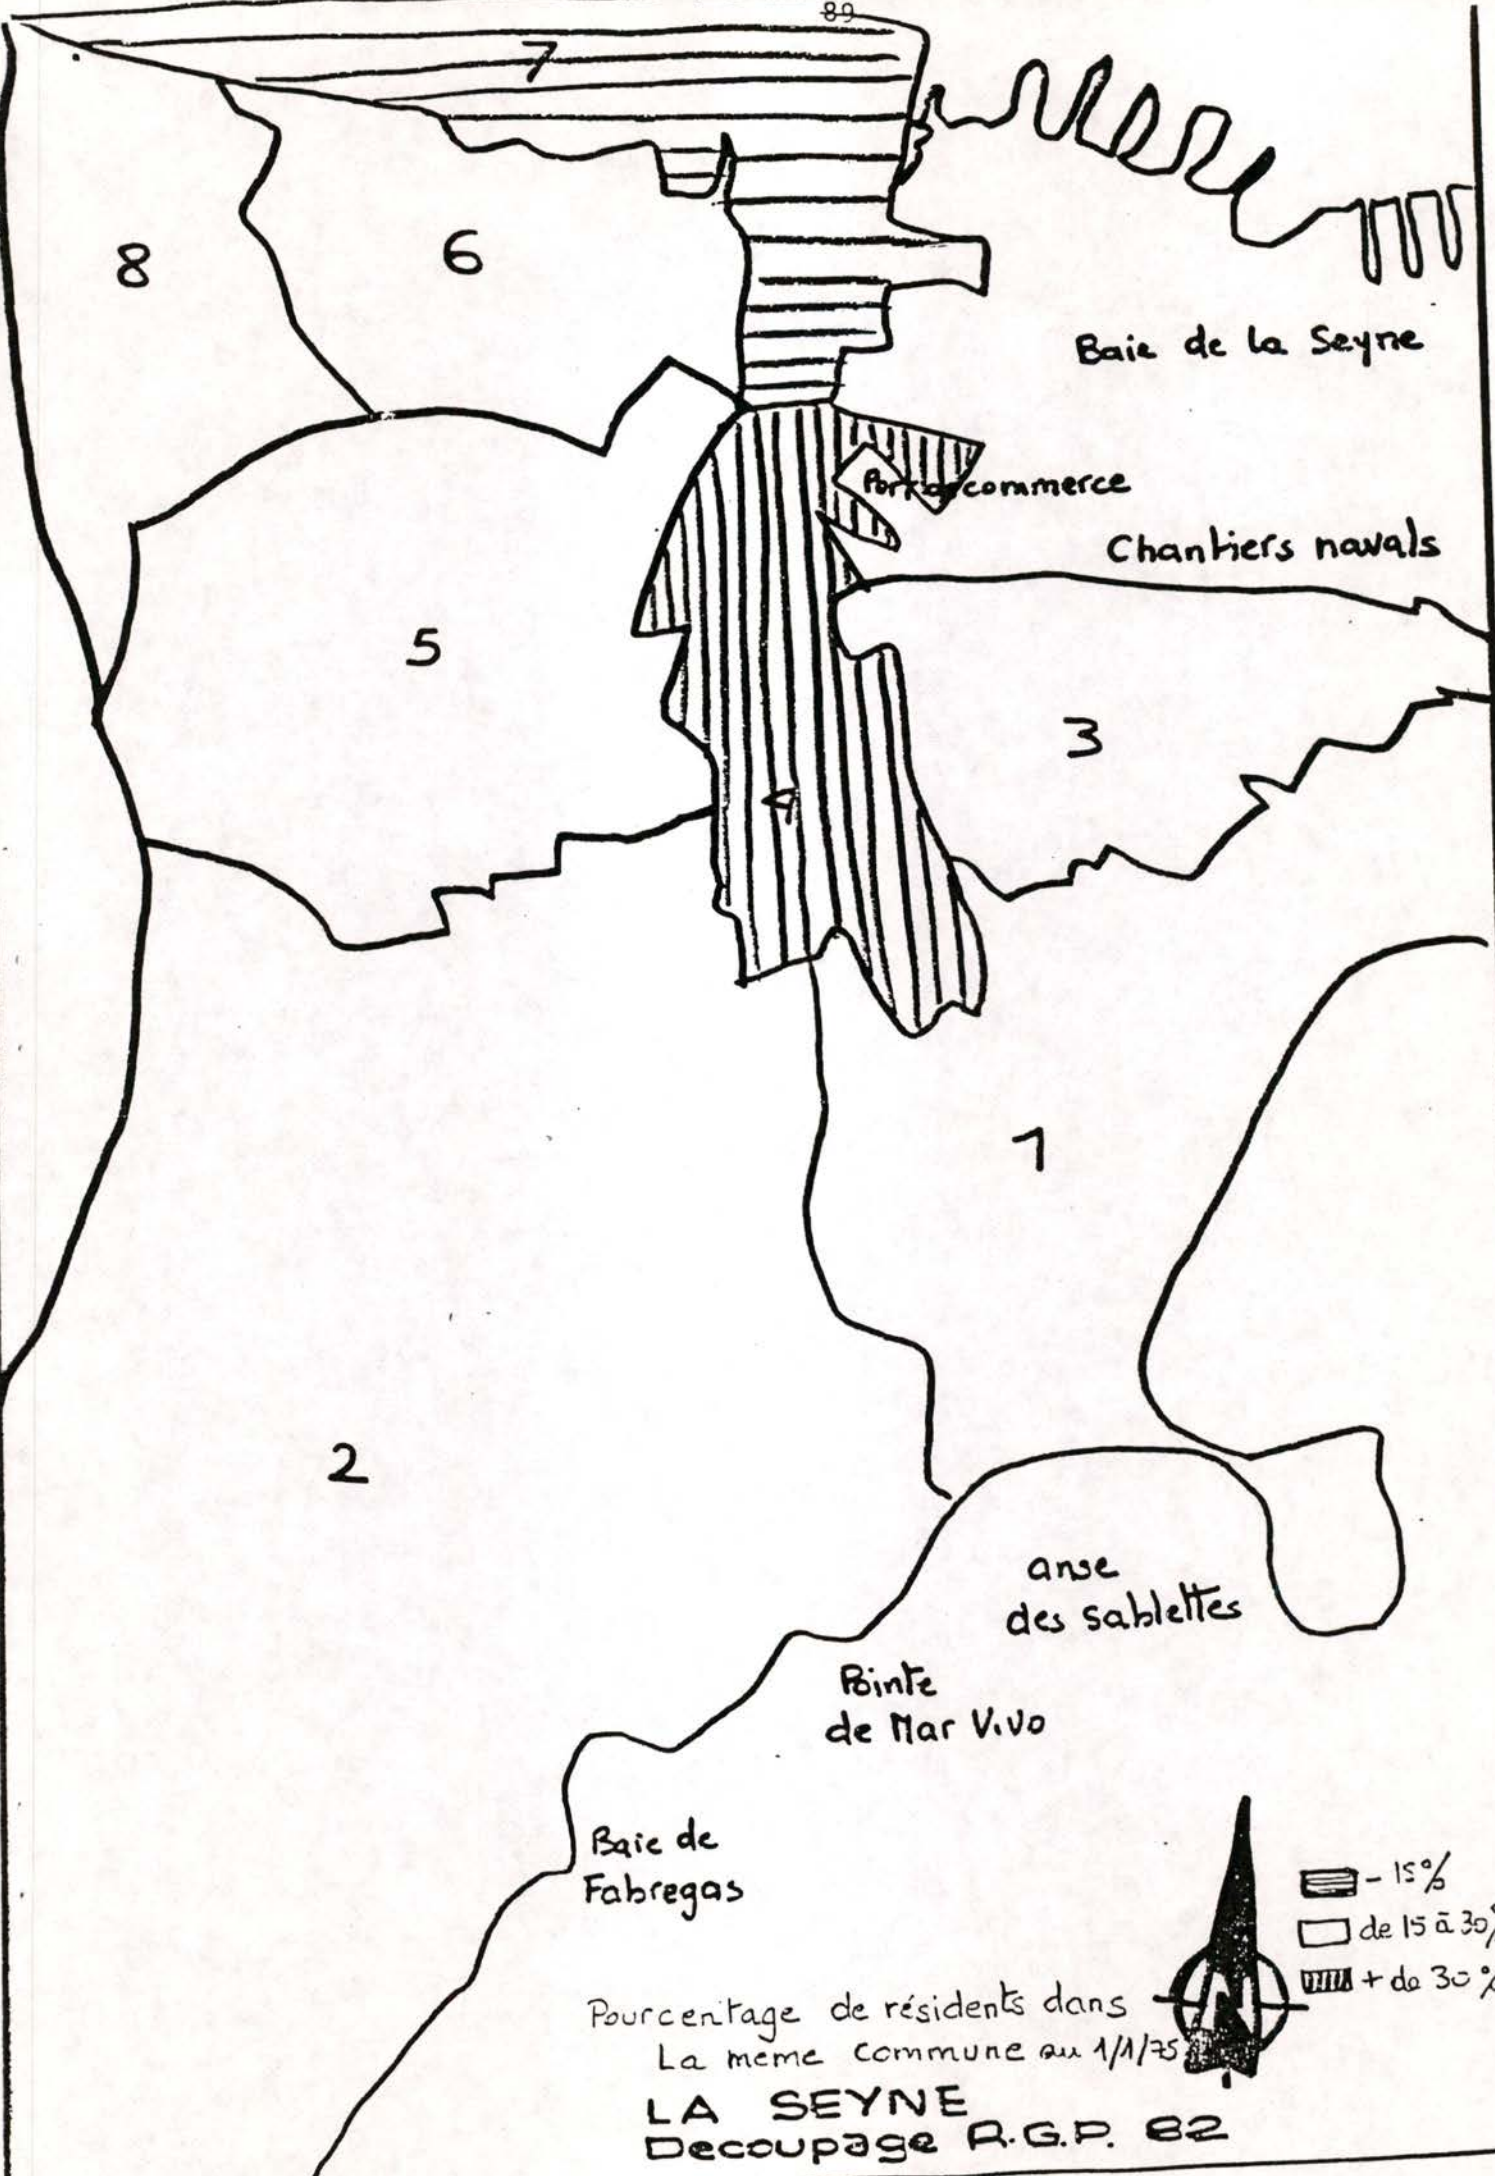 89
7
8
6
Baie de la Seyne
Port de commerce
Chantiers navals
5
3
4
1
2
anse
des sablettes
Pointe
de Mar Vivo
Baie de
Fabregas
- 15%
de 15 à 30%
+ de 30%
Pourcentage de résidents dans
La meme commune au 1/1/75
LA SEYNE
Decoupage R.G.P. 82